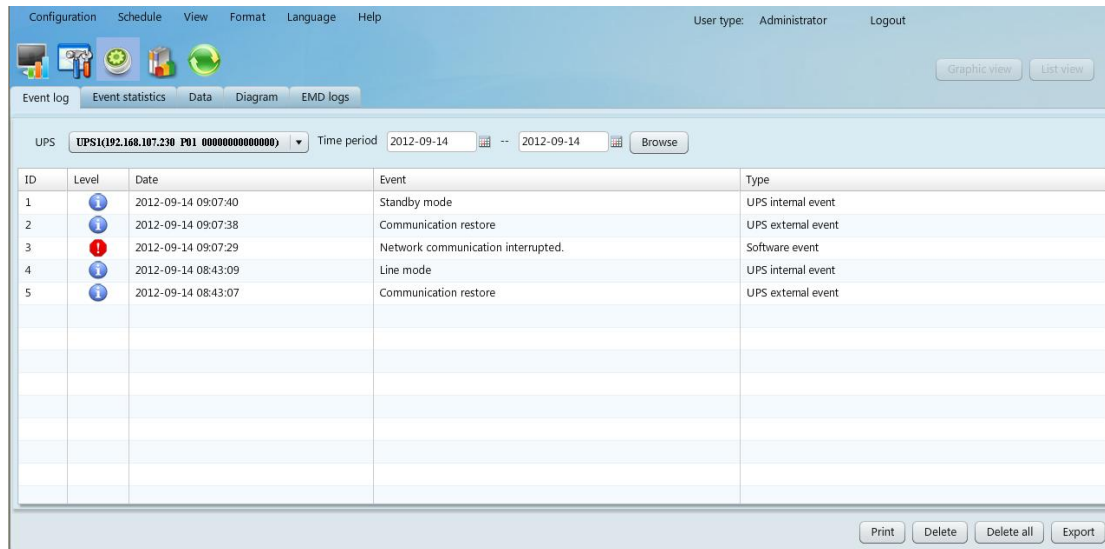 Configuration Schedule View Format Language Help User type: Administrator Logout
Graphic view List view
Event log Event statistics Data Diagram EMD logs
UPS UPS1(192.168.107.230 P01 00000000000000) Time period 2012-09-14 -- 2012-09-14 Browse
ID Level Date Event Type
1 2012-09-14 09:07:40 Standby mode UPS internal event
2 2012-09-14 09:07:38 Communication restore UPS external event
3 2012-09-14 09:07:29 Network communication interrupted. Software event
4 2012-09-14 08:43:09 Line mode UPS internal event
5 2012-09-14 08:43:07 Communication restore UPS external event
Print Delete Delete all Export